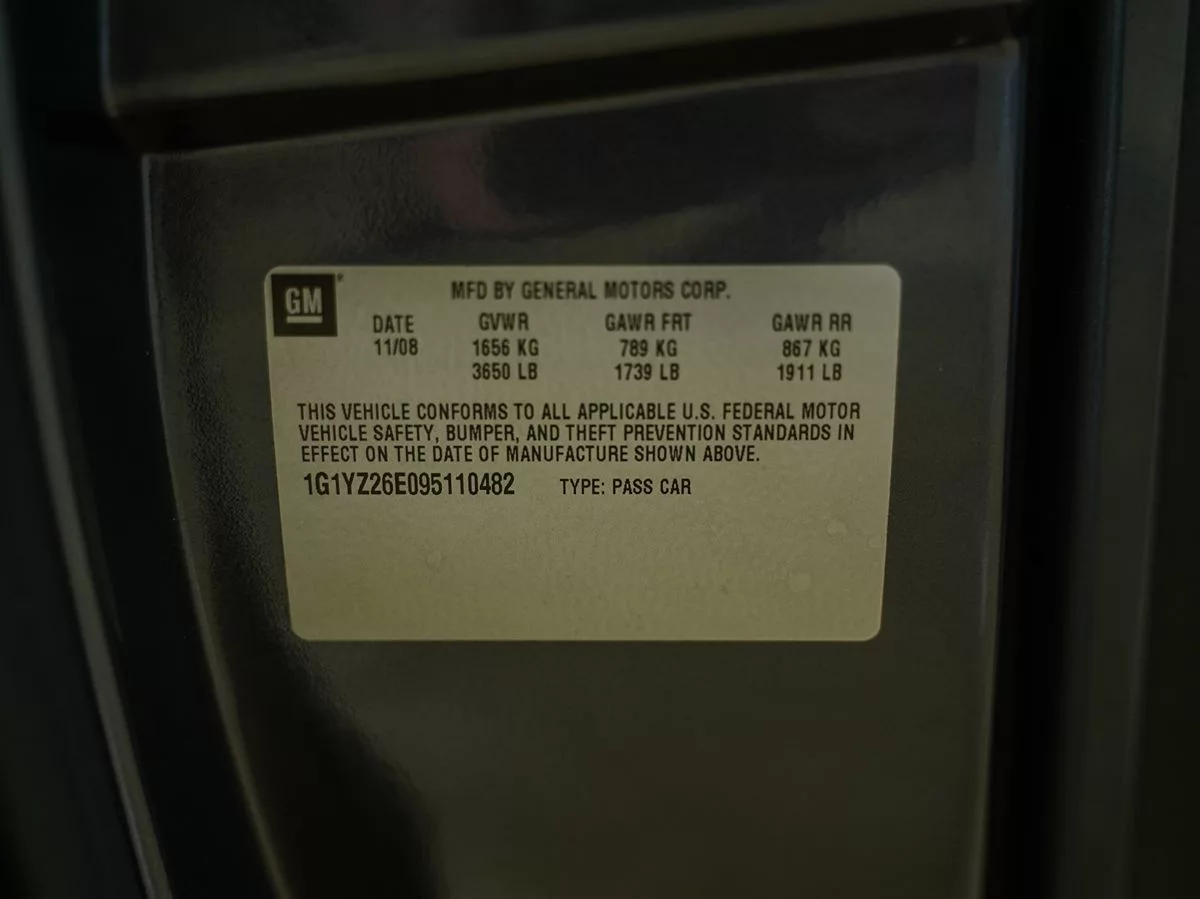 GM
MFD BY GENERAL MOTORS CORP.
DATE GVWR GAWR FRT GAWR RR
11/08 1656 KG 789 KG 867 KG
3650 LB 1739 LB 1911 LB
THIS VEHICLE CONFORMS TO ALL APPLICABLE U.S. FEDERAL MOTOR
VEHICLE SAFETY, BUMPER, AND THEFT PREVENTION STANDARDS IN
EFFECT ON THE DATE OF MANUFACTURE SHOWN ABOVE.
1G1YZ26E095110482 TYPE: PASS CAR